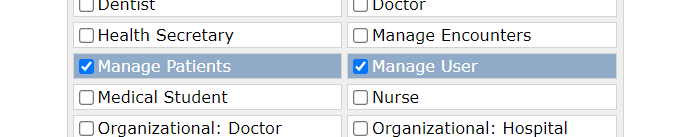 Dentist Doctor
Health Secretary Manage Encounters
Manage Patients Manage User
Medical Student Nurse
Organizational: Doctor Organizational: Hospital